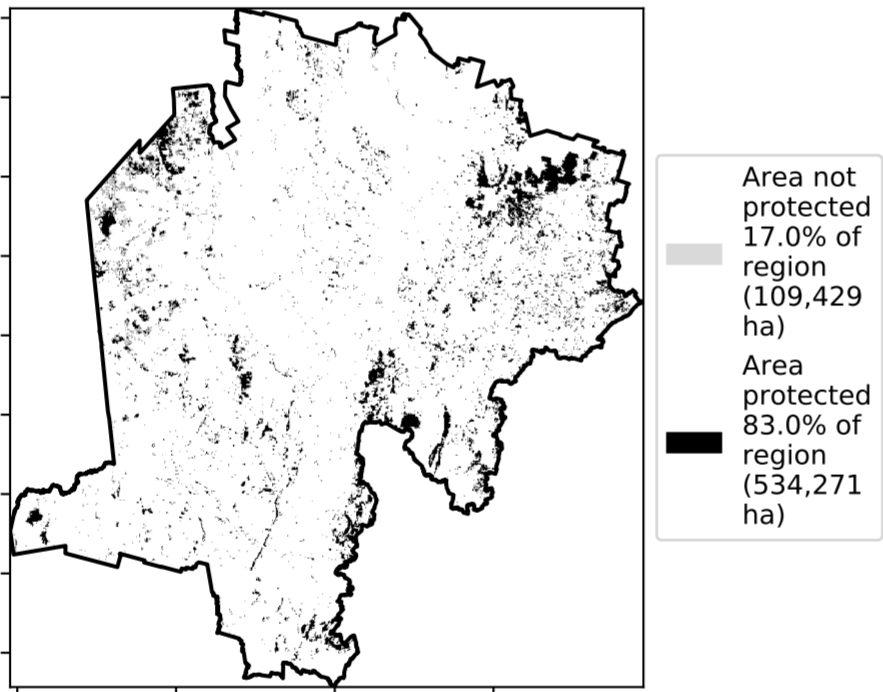 Area not
protected
17.0% of
region
(109,429
ha)
Area
protected
83.0% of
region
(534,271
ha)